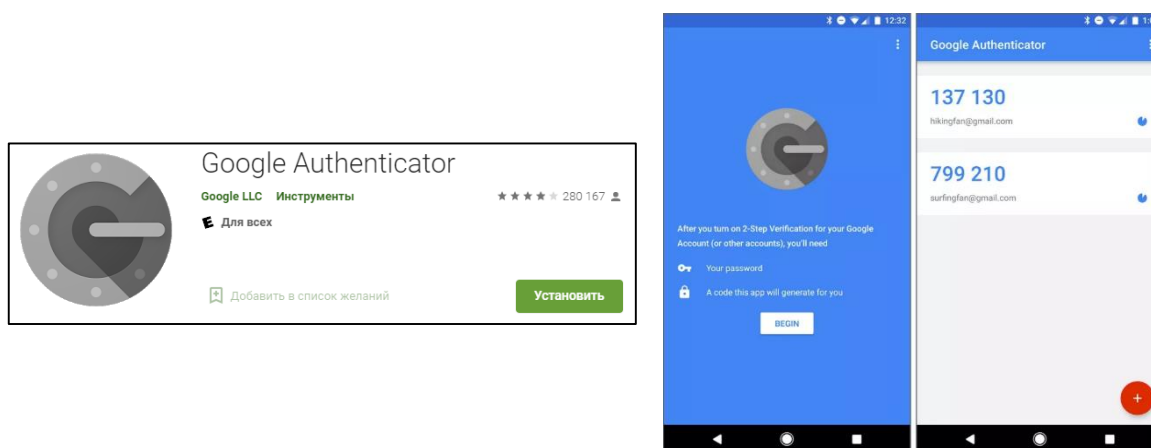 Google Authenticator
Google LLC Инструменты 280 167
Для всех
Добавить в список желаний
Установить
12:32
After you turn on 2-Step Verification for your Google
Account (or other accounts), you'll need
Your password
A code this app will generate for you
BEGIN
Google Authenticator
137 130
hikingfan@gmail.com
799 210
surfingfan@gmail.com